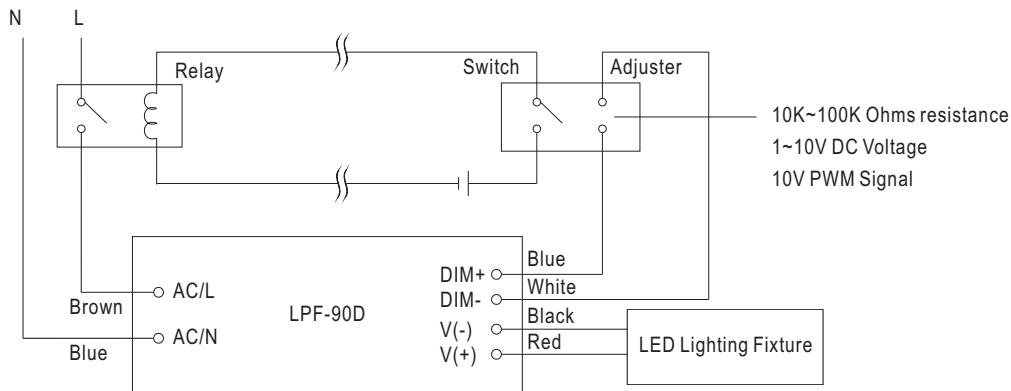 N L
Relay
Switch Adjuster
10K~100K Ohms resistance
1~10V DC Voltage
10V PWM Signal
Brown
Blue
AC/L
AC/N
LPF-90D
DIM+
DIM-
V(-)
V(+)
Blue
White
Black
Red
LED Lighting Fixture